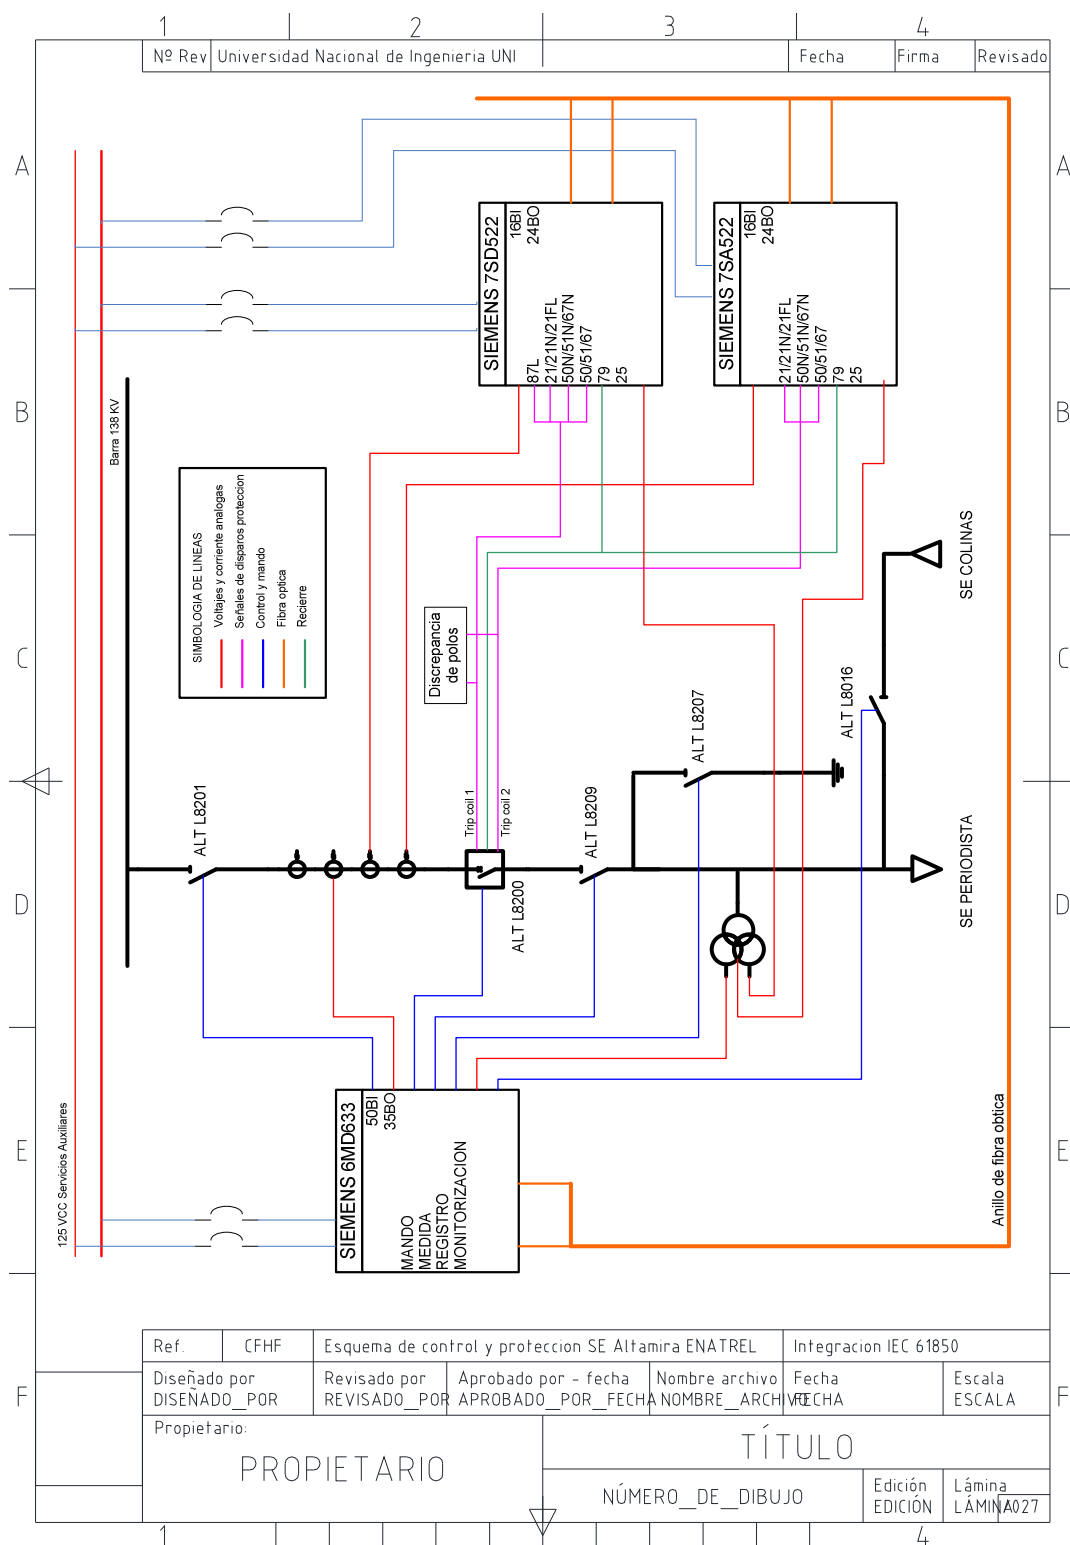 1
2
3
4
Nº Rev
Universidad Nacional de Ingenieria UNI
Fecha
Firma
Revisado
A
A
B
B
C
C
D
D
E
E
F
F
SIEMENS 7SD522
16BI
24BO
87L
21/21N/21FL
50N/51N/67N
50/51/67
79
25
SIEMENS 7SA522
16BI
24BO
21/21N/21FL
50N/51N/67N
50/51/67
79
25
Barra 138 KV
SIMBOLOGIA DE LINEAS
Voltajes y corriente analogas
Señales de disparos proteccion
Control y mando
Fibra optica
Recierre
Discrepancia
de polos
SE COLINAS
ALT L8016
ALT L8207
ALT L8201
Trip coil 1
Trip coil 2
ALT L8209
ALT L8200
SE PERIODISTA
125 VCC Servicios Auxiliares
SIEMENS 6MD633
50BI
35BO
MANDO
MEDIDA
REGISTRO
MONITORIZACION
Anillo de fibra obtica
Ref.
CFHF
Esquema de control y proteccion SE Altamira ENATREL
Integracion IEC 61850
Diseñado por
DISEÑADO_POR
Revisado por
REVISADO_POR
Aprobado por - fecha
APROBADO_POR_FECHA
Nombre archivo
NOMBRE_ARCHIVO
Fecha
FECHA
Escala
ESCALA
Propietario:
PROPIETARIO
TÍTULO
NÚMERO_DE_DIBUJO
Edición
EDICIÓN
Lámina
LÁMINA
A027
1
4